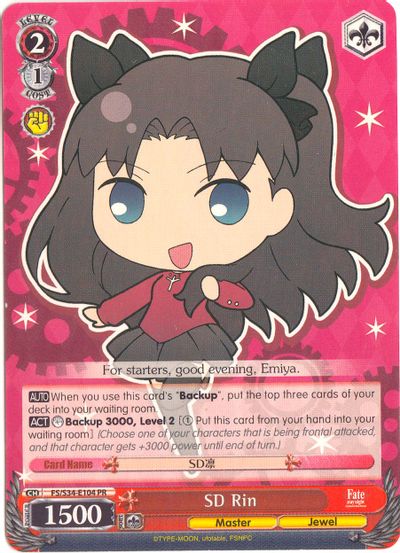 LEVEL
2
1
COST
For starters, good evening, Emiya.
AUTO When you use this card's "Backup", put the top three cards of your
deck into your waiting room.
ACT Backup 3000, Level 2 [① Put this card from your hand into your
waiting room] (Choose one of your characters that is being frontal attacked,
and that character gets +3000 power until end of turn.)
Card Name
SD凛
CH FS/S34-E104 PR
1500
SD Rin
Master
Jewel
Fate
stay night
©TYPE-MOON, ufotable, FSNPC